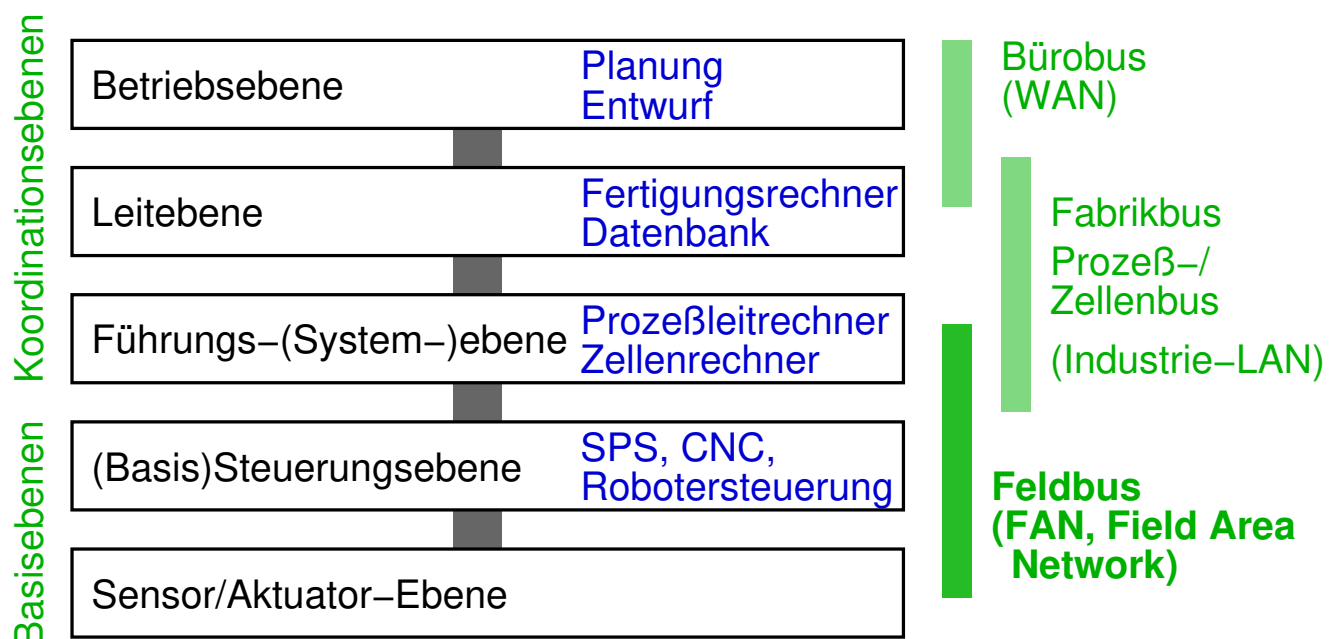 Koordinationsebenen
Betriebsebene
Planung
Entwurf
Bürobus
(WAN)
Leitebene
Fertigungsrechner
Datenbank
Fabrikbus
Prozeß−/
Zellenbus
(Industrie−LAN)
Führungs−(System−)ebene
Prozeßleitrechner
Zellenrechner
Basisebenen
(Basis)Steuerungsebene
SPS, CNC,
Robotersteuerung
Feldbus
(FAN, Field Area
Network)
Sensor/Aktuator−Ebene